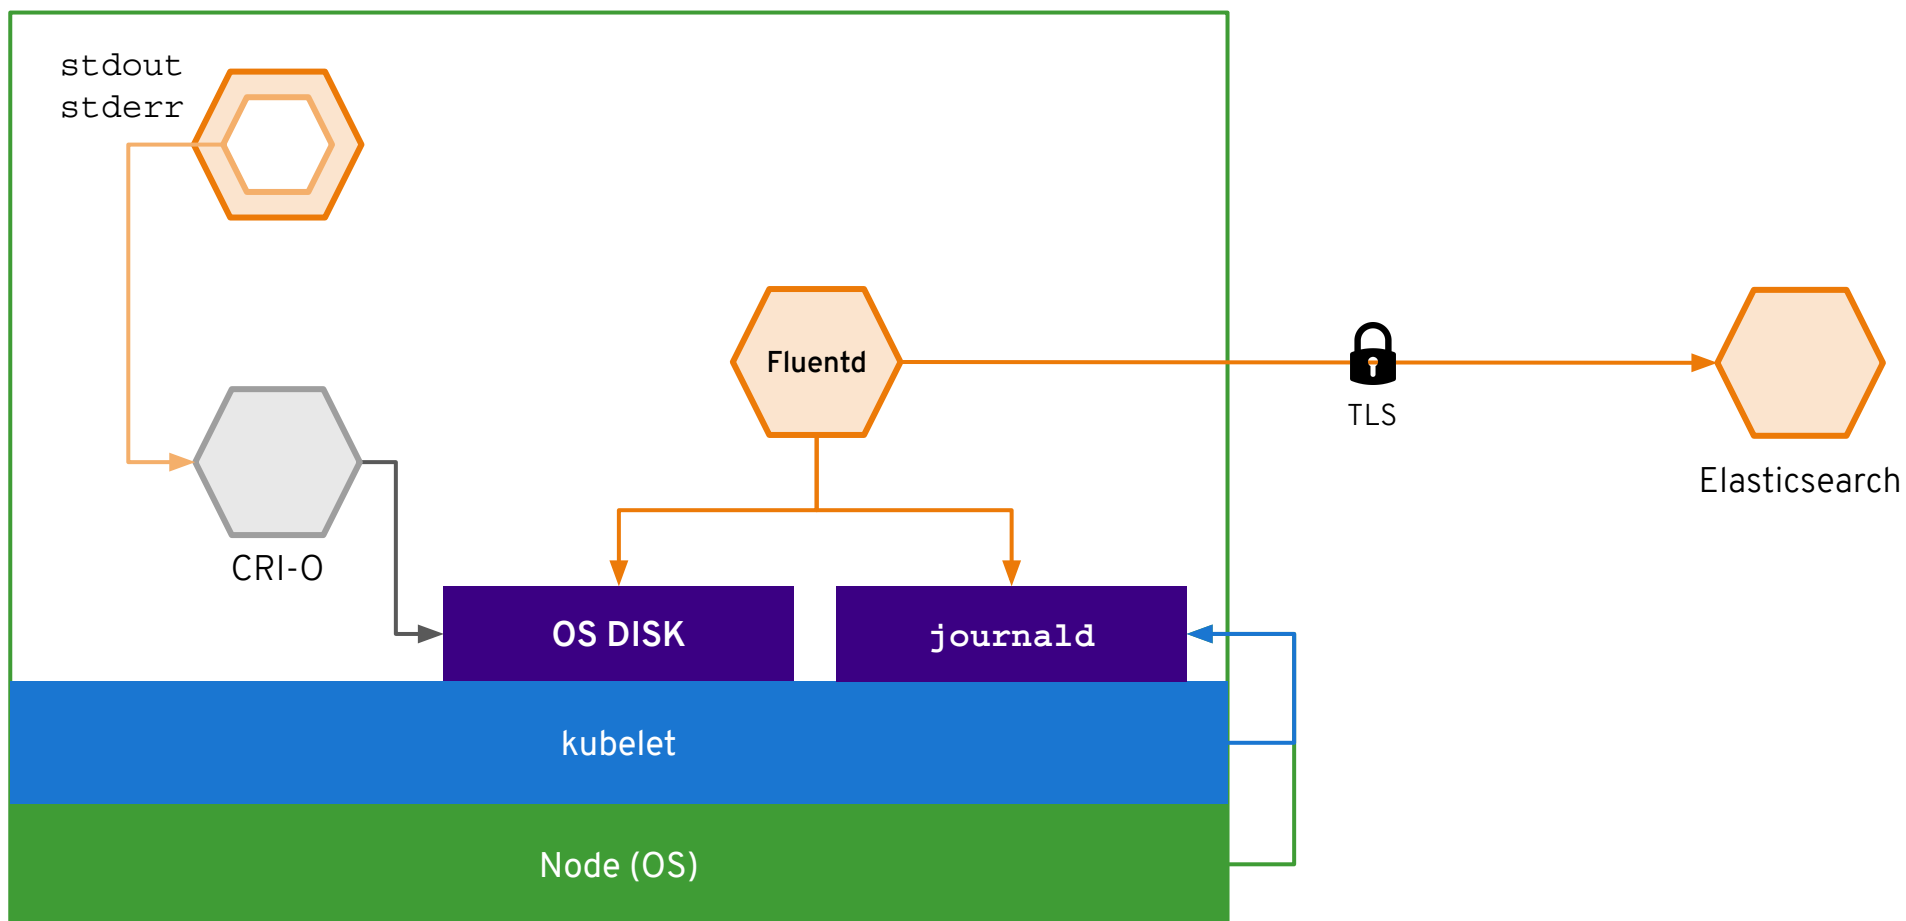 stdout
stderr
Fluentd
TLS
Elasticsearch
CRI-O
OS DISK
journald
kubelet
Node (OS)